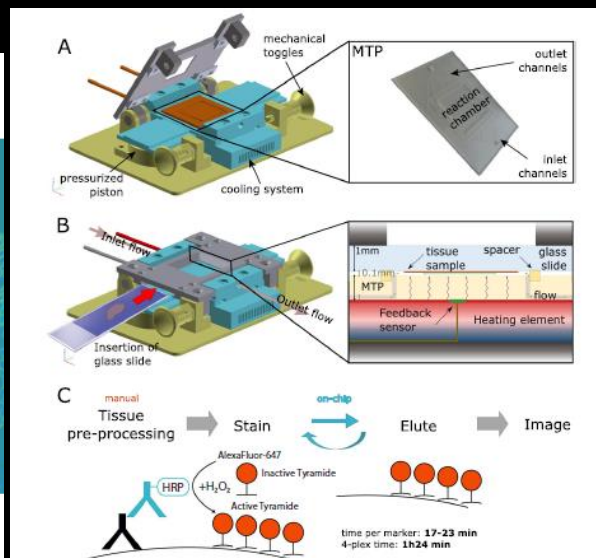 A
mechanical
toggles
pressurized
piston
cooling system
MTP
outlet
channels
reaction
chamber
inlet
channels
B
Inlet flow
Outlet flow
Insertion of
glass slide
1mm
tissue
sample
spacer
glass
slide
0.1mm
MTP
flow
Feedback
sensor
Heating element
C
manual
Tissue
pre-processing
Stain
on-chip
Elute
Image
AlexaFluor-647
Inactive Tyramide
HRP
+H₂O₂
Active Tyramide
time per marker: 17-23 min
4-plex time: 1h24 min